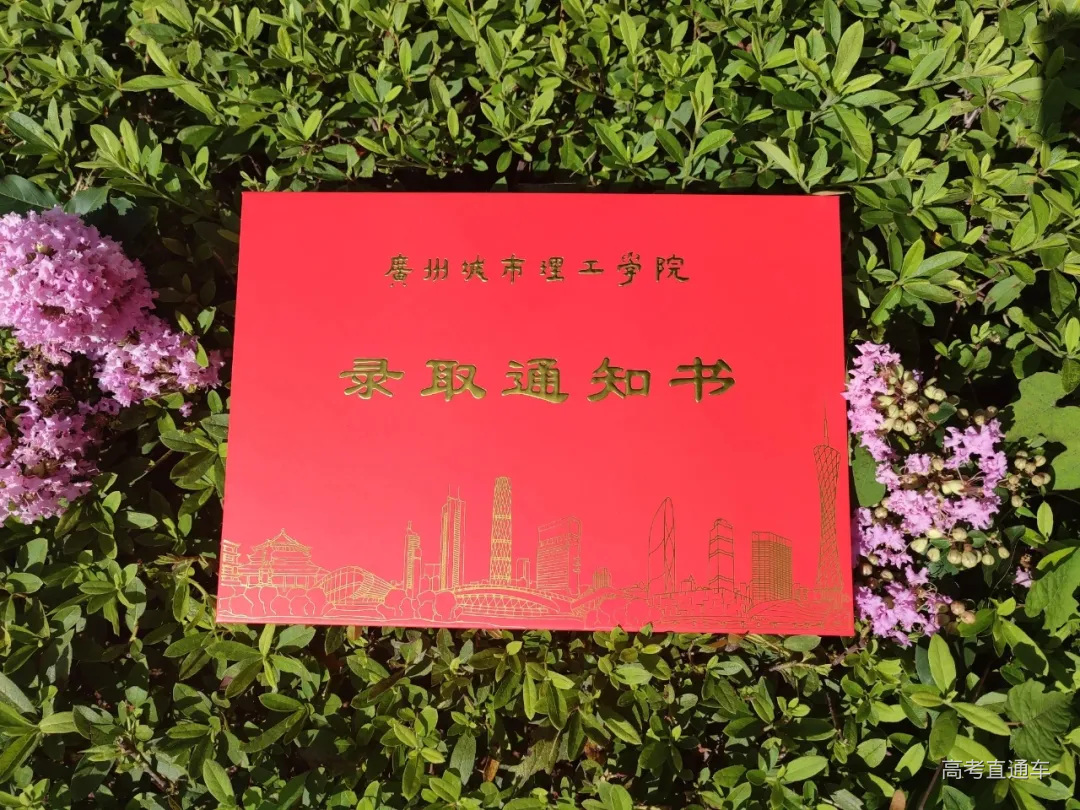 廣州城市理工學院
录取通知书
高考直通车